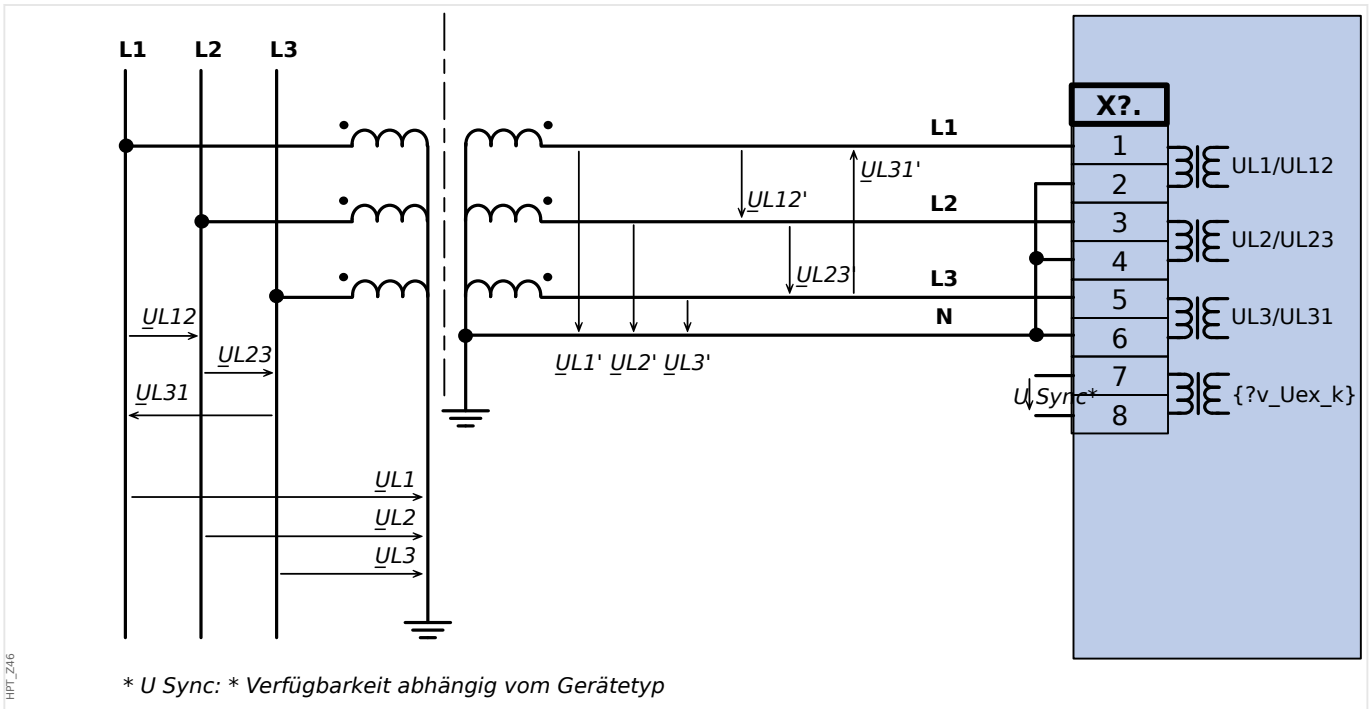 L1 L2 L3
X?.
L1
1
UL31'
UL1/UL12
2
UL12'
L2
3
UL2/UL23
4
UL23'
L3
5
UL12
N
UL3/UL31
6
UL23
UL1' UL2' UL3'
7
UL31
U Sync*
{?v_Uex_k}
8
UL1
UL2
UL3
HPT_Z46
* U Sync: * Verfügbarkeit abhängig vom Gerätetyp